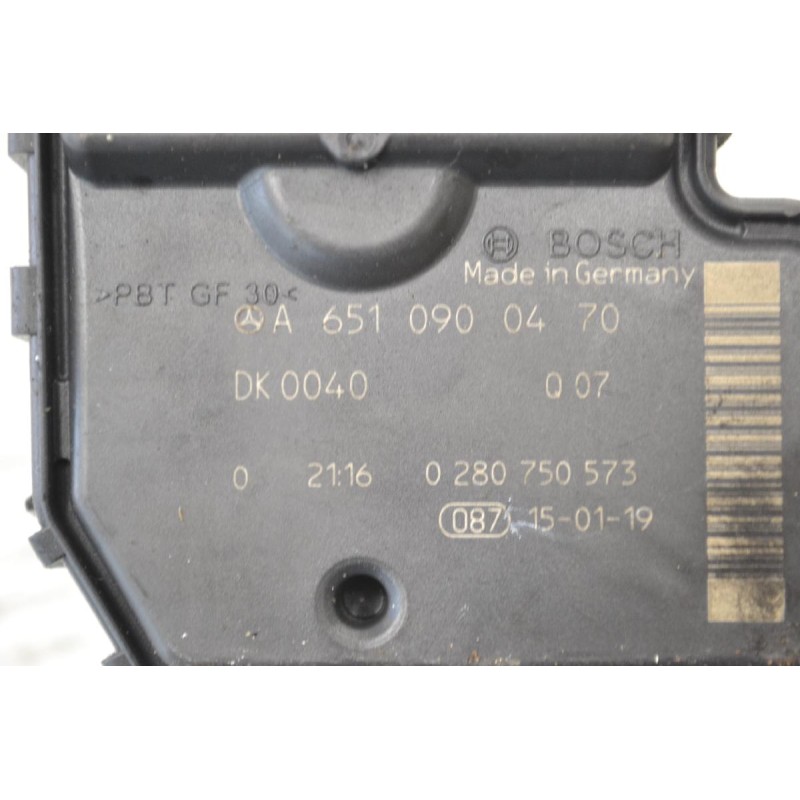 BOSCH
Made in Germany
>PBT GF 30<
A 651 090 04 70
DK 0040 Q 07
0 21:16 0 280 750 573
087 15-01-19